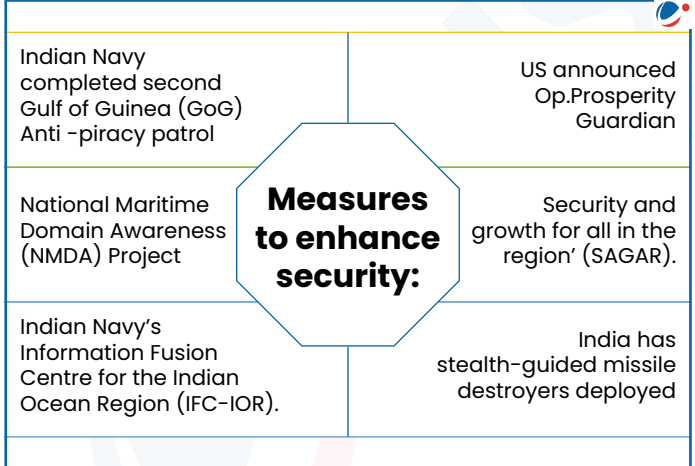 Indian Navy
completed second
Gulf of Guinea (GoG)
Anti -piracy patrol
US announced
Op.Prosperity
Guardian
Measures
to enhance
security:
National Maritime
Domain Awareness
(NMDA) Project
Security and
growth for all in the
region’ (SAGAR).
Indian Navy’s
Information Fusion
Centre for the Indian
Ocean Region (IFC-IOR).
India has
stealth-guided missile
destroyers deployed